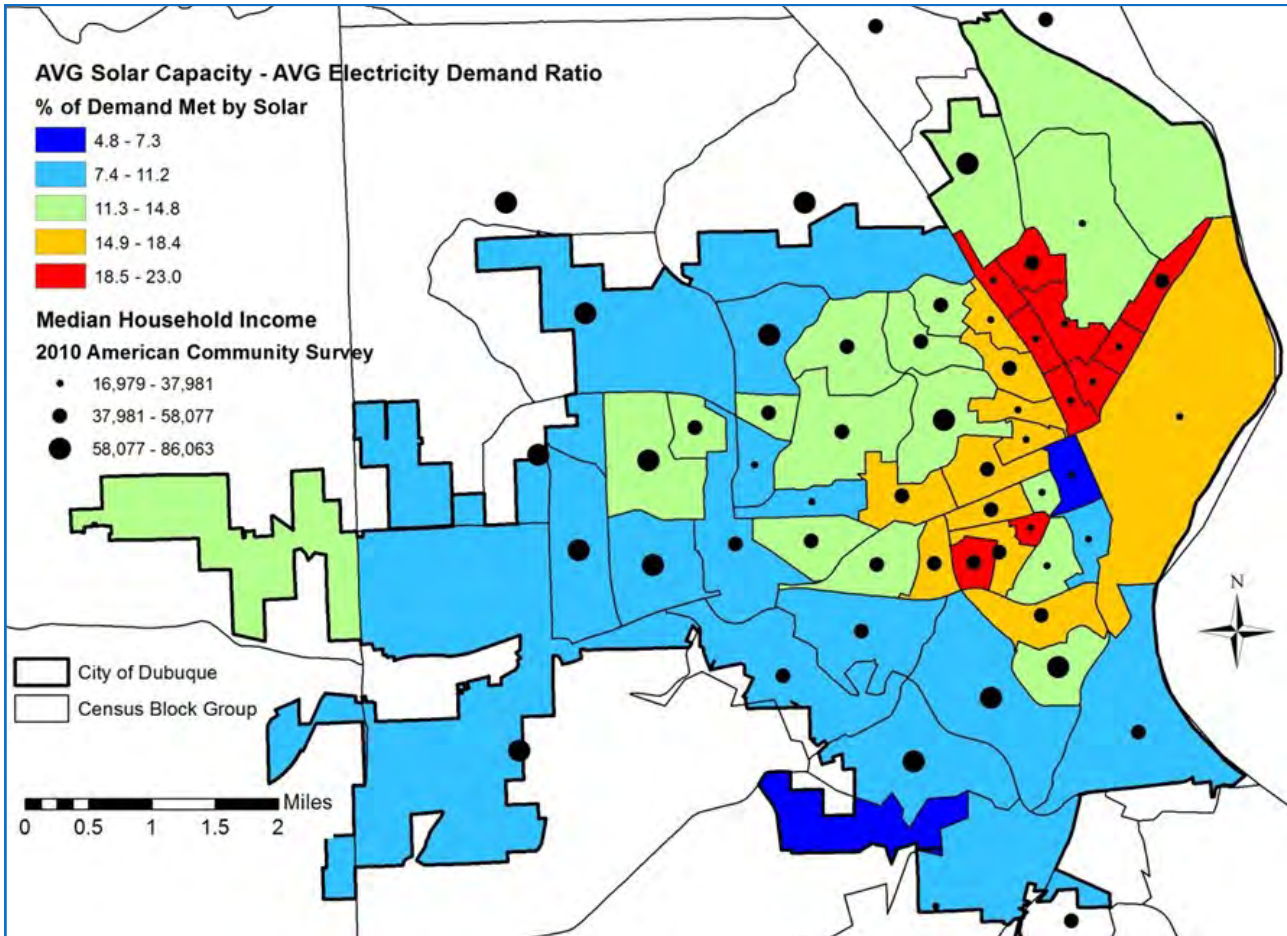 AVG Solar Capacity - AVG Electricity Demand Ratio
% of Demand Met by Solar
4.8 - 7.3
7.4 - 11.2
11.3 - 14.8
14.9 - 18.4
18.5 - 23.0
Median Household Income
2010 American Community Survey
16,979 - 37,981
37,981 - 58,077
58,077 - 86,063
N
City of Dubuque
Census Block Group
Miles
0 0.5 1 1.5 2